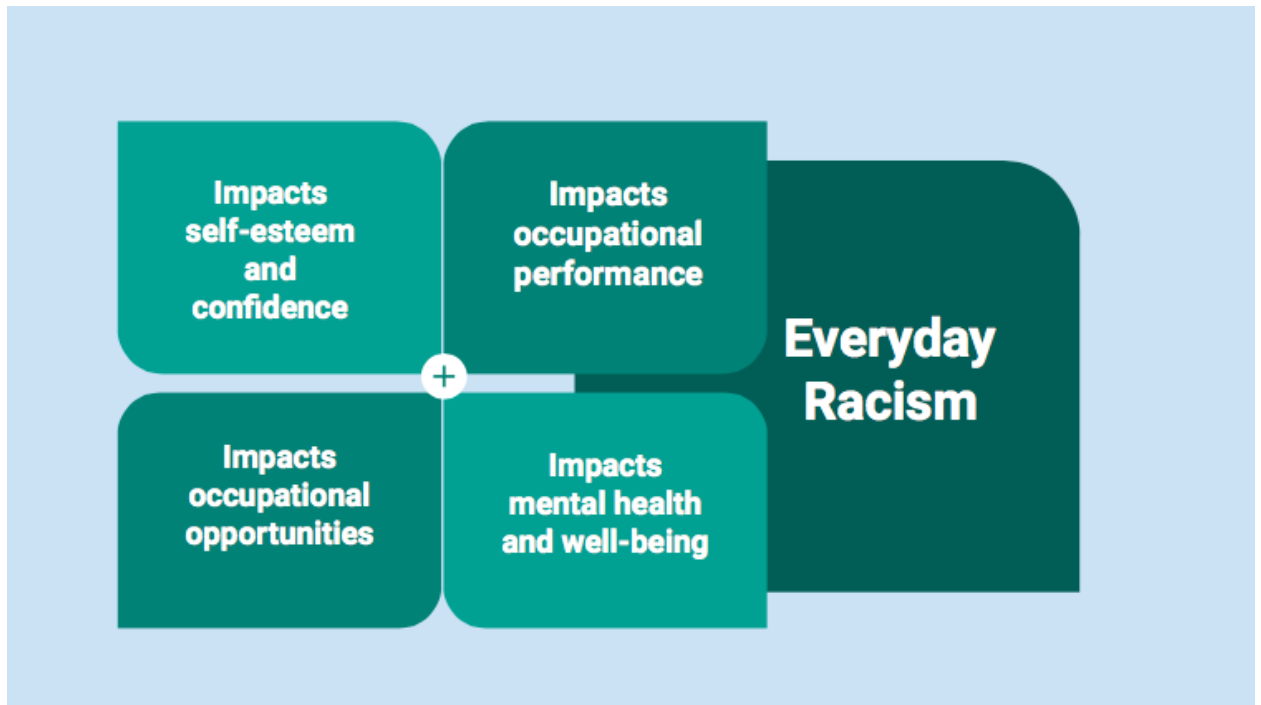 Impacts
self-esteem
and
confidence
Impacts
occupational
performance
Impacts
occupational
opportunities
Impacts
mental health
and well-being
Everyday
Racism